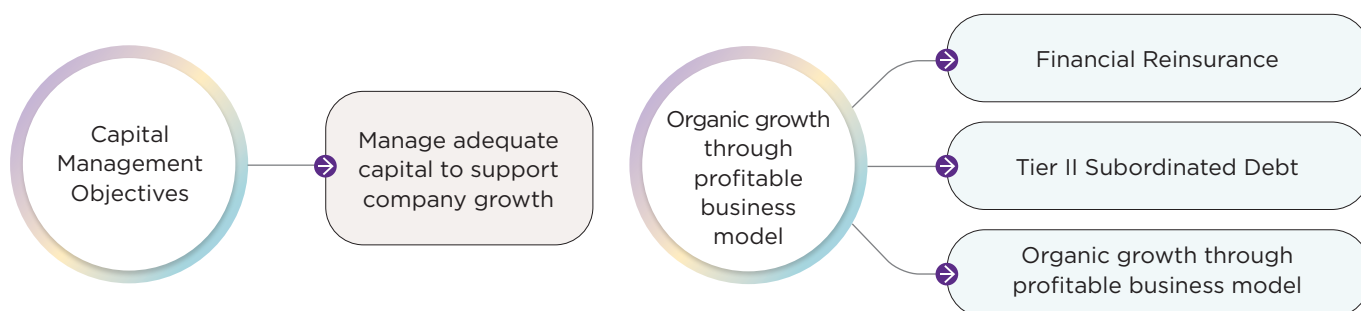 Capital
Management
Objectives
Manage adequate
capital to support
company growth
Organic growth
through
profitable
business
model
Financial Reinsurance
Tier II Subordinated Debt
Organic growth through
profitable business model